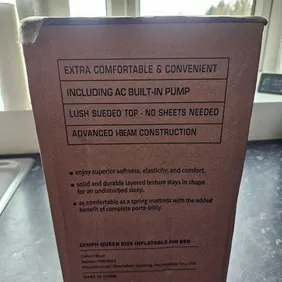 EXTRA COMFORTABLE & CONVENIENT
INCLUDING AC BUILT-IN PUMP
LUSH SUEDED TOP - NO SHEETS NEEDED
ADVANCED I-BEAM CONSTRUCTION
• enjoy superior softness, elasticity, and comfort.
• solid and durable layered texture stays in shape
for an undisturbed sleep.
• as comfortable as a spring mattress with the added
benefit of complete porta-bility.
ZENPH QUEEN SIZE INFLATABLE AIR BED